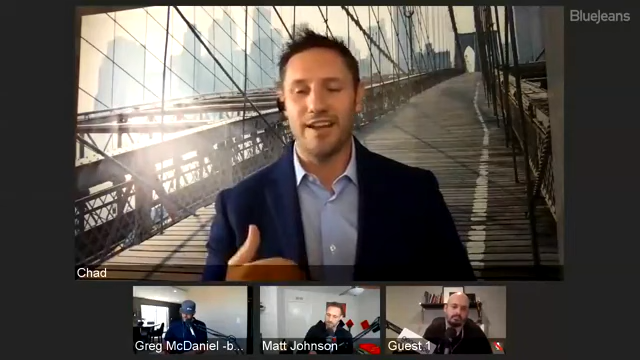 BlueJeans
Chad
Greg McDaniel -b...
Matt Johnson
Guest 1